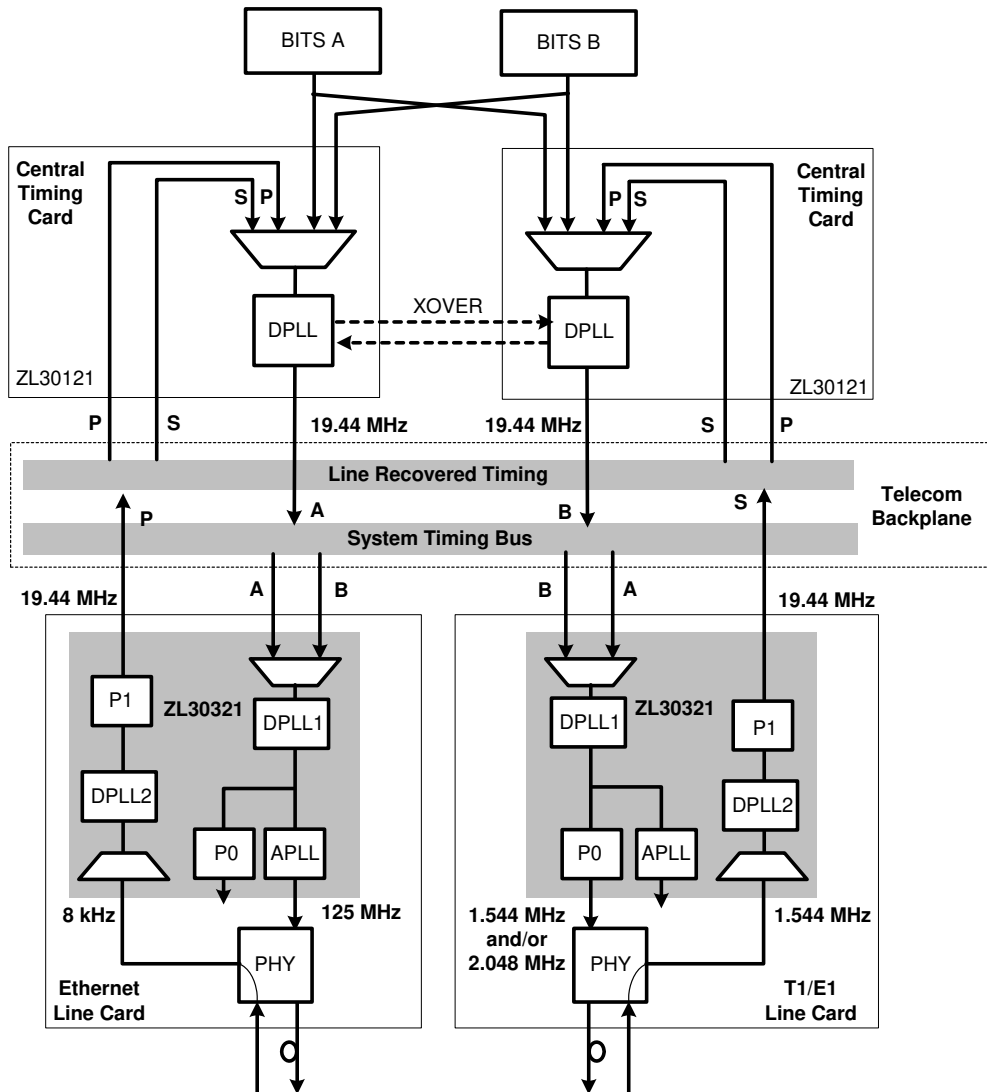 BITS A
BITS B
Central
Timing
Card
Central
Timing
Card
S P
P S
XOVER
DPLL
DPLL
ZL30121
ZL30121
P
S
19.44 MHz
19.44 MHz
S
P
Line Recovered Timing
Telecom
Backplane
P
A
B
S
System Timing Bus
A
B
B
A
19.44 MHz
19.44 MHz
P1
ZL30321
DPLL1
DPLL1
ZL30321
P1
DPLL2
DPLL2
P0
APLL
P0
APLL
8 kHz
125 MHz
1.544 MHz
and/or
2.048 MHz
1.544 MHz
PHY
PHY
Ethernet
Line Card
T1/E1
Line Card